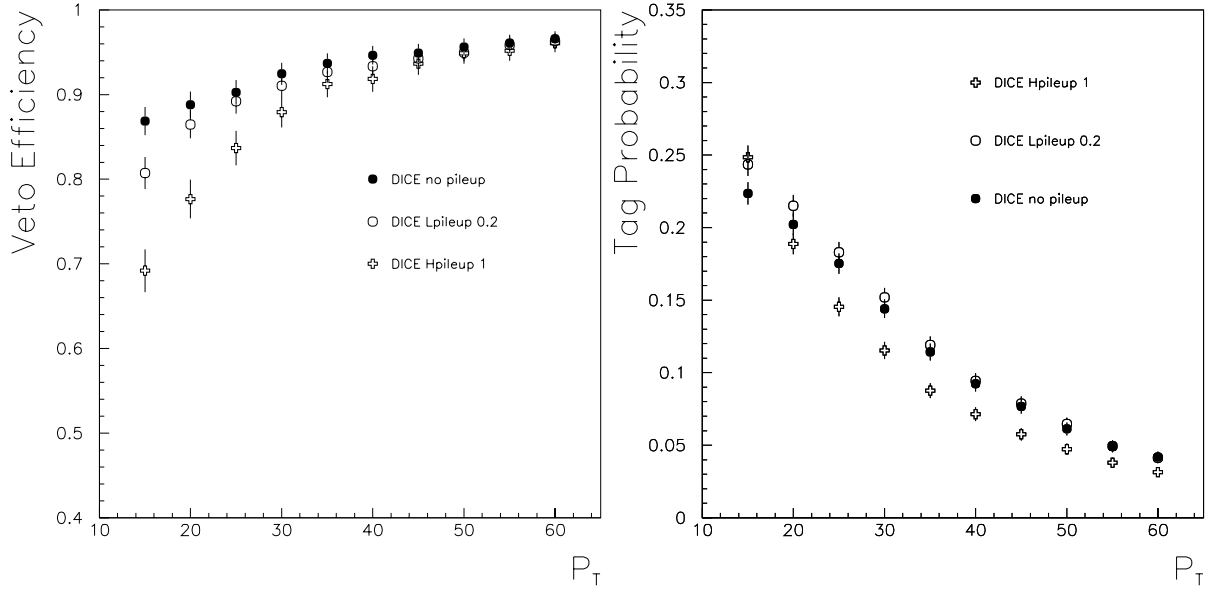 Veto Efficiency
1
0.9
0.8
0.7
0.6
0.5
0.4
DICE no pileup
DICE Lpileup 0.2
DICE Hpileup 1
10 20 30 40 50 60
P_T
Tag Probability
0.35
0.3
0.25
0.2
0.15
0.1
0.05
0
DICE Hpileup 1
DICE Lpileup 0.2
DICE no pileup
10 20 30 40 50 60
P_T